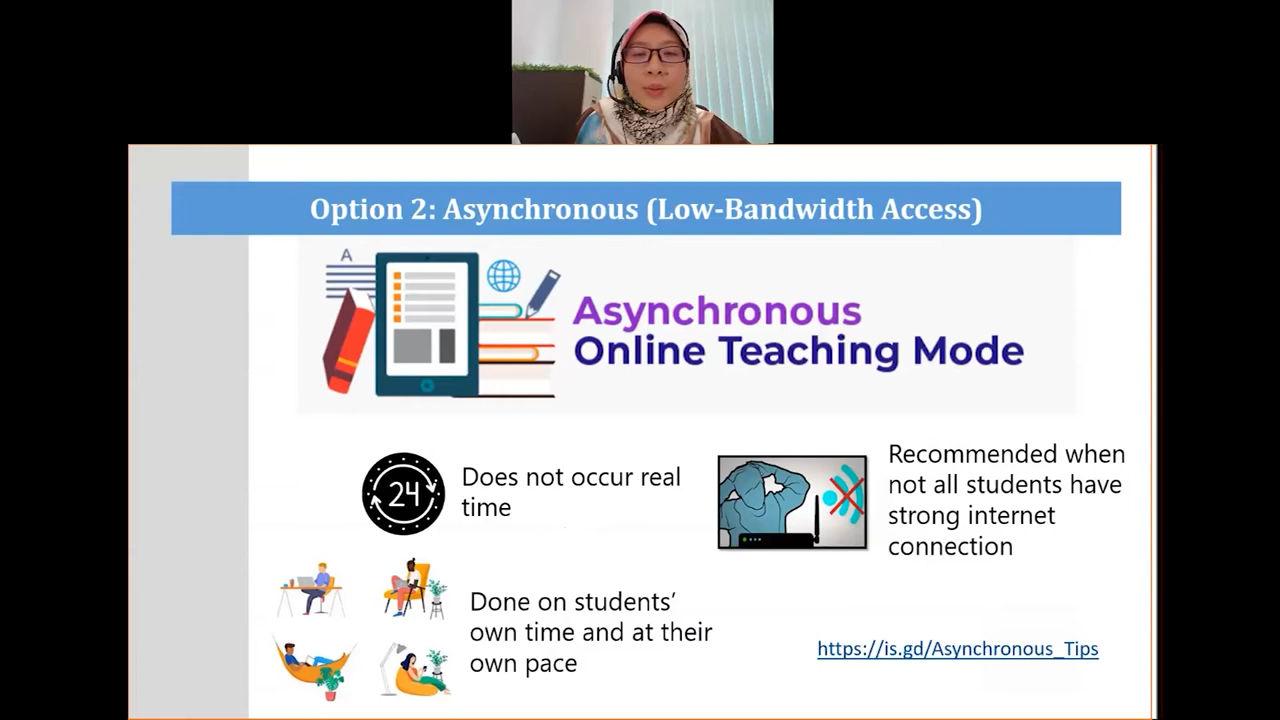 Option 2: Asynchronous (Low-Bandwidth Access)
A
Asynchronous
Online Teaching Mode
24
Does not occur real
time
Recommended when
not all students have
strong internet
connection
Done on students’
own time and at their
own pace
https://is.gd/Asynchronous_Tips